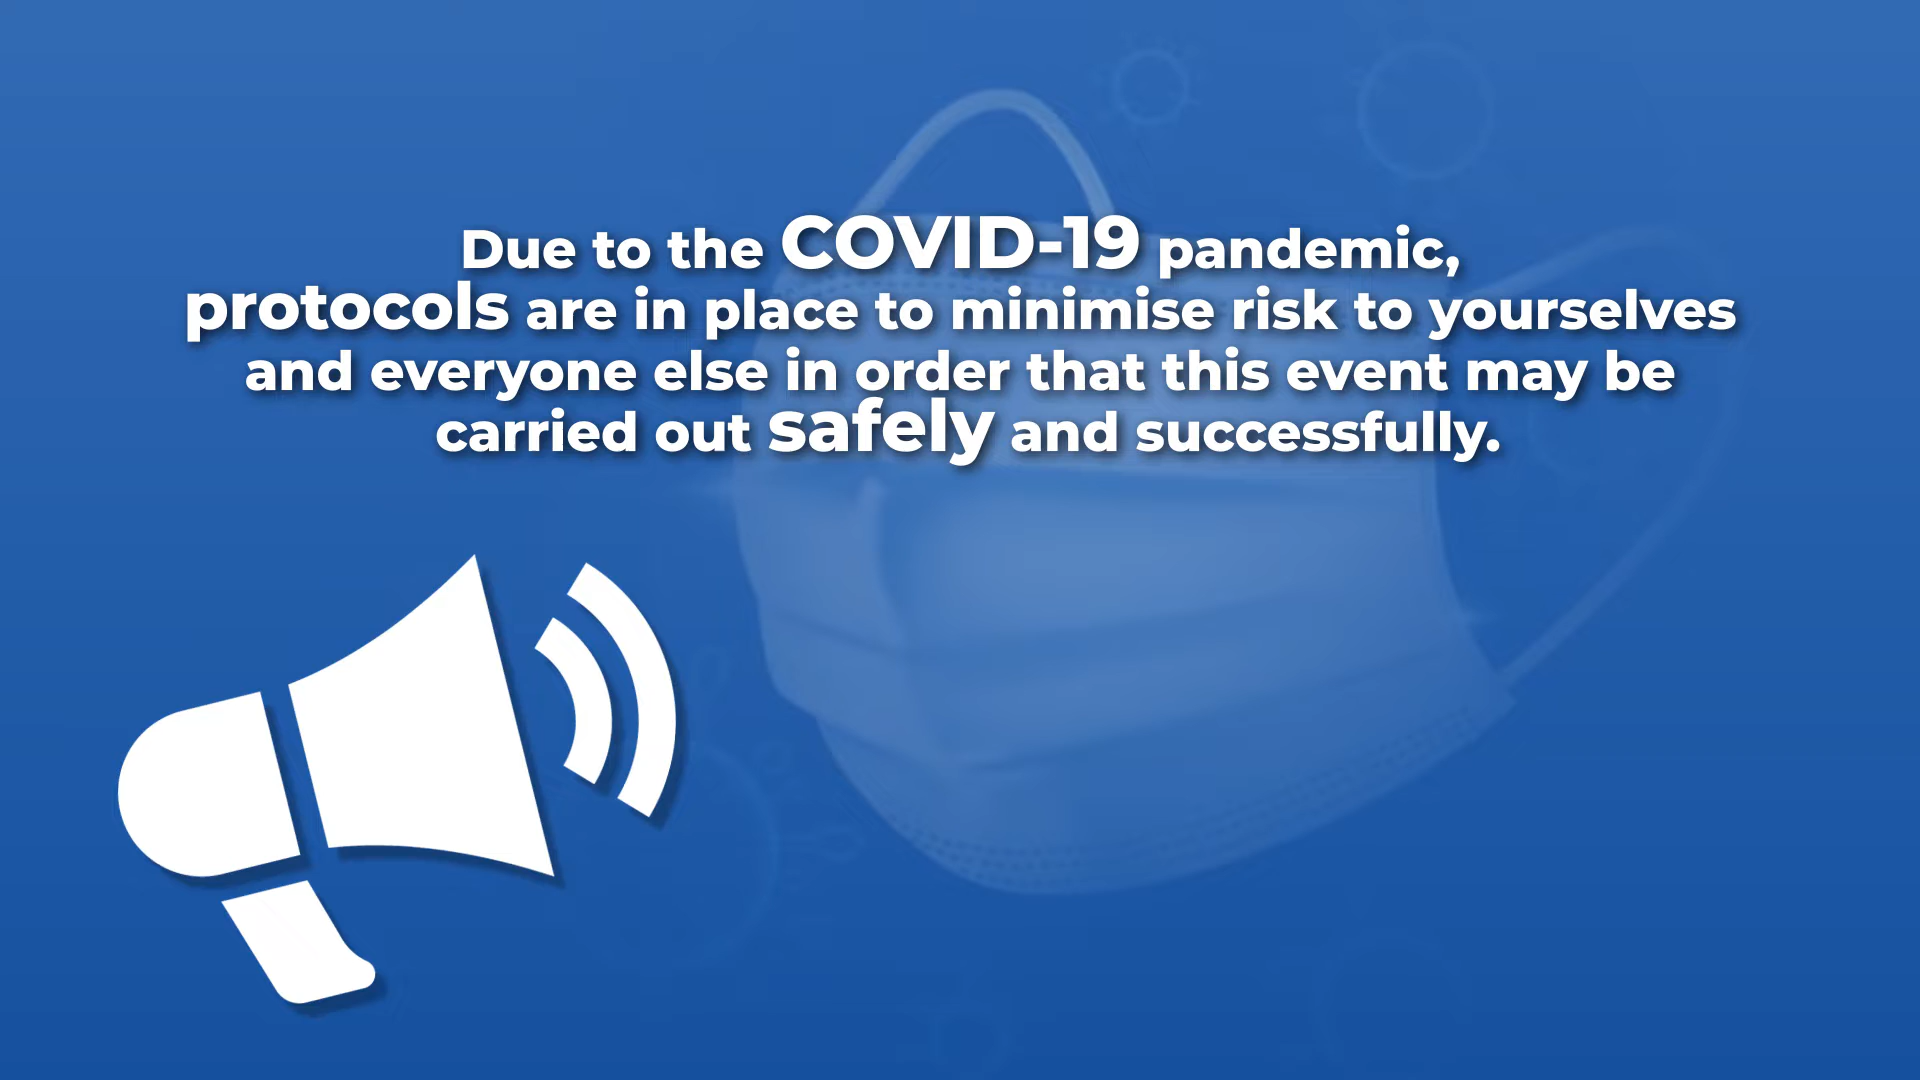 Due to the COVID-19 pandemic,
protocols are in place to minimise risk to yourselves
and everyone else in order that this event may be
carried out safely and successfully.